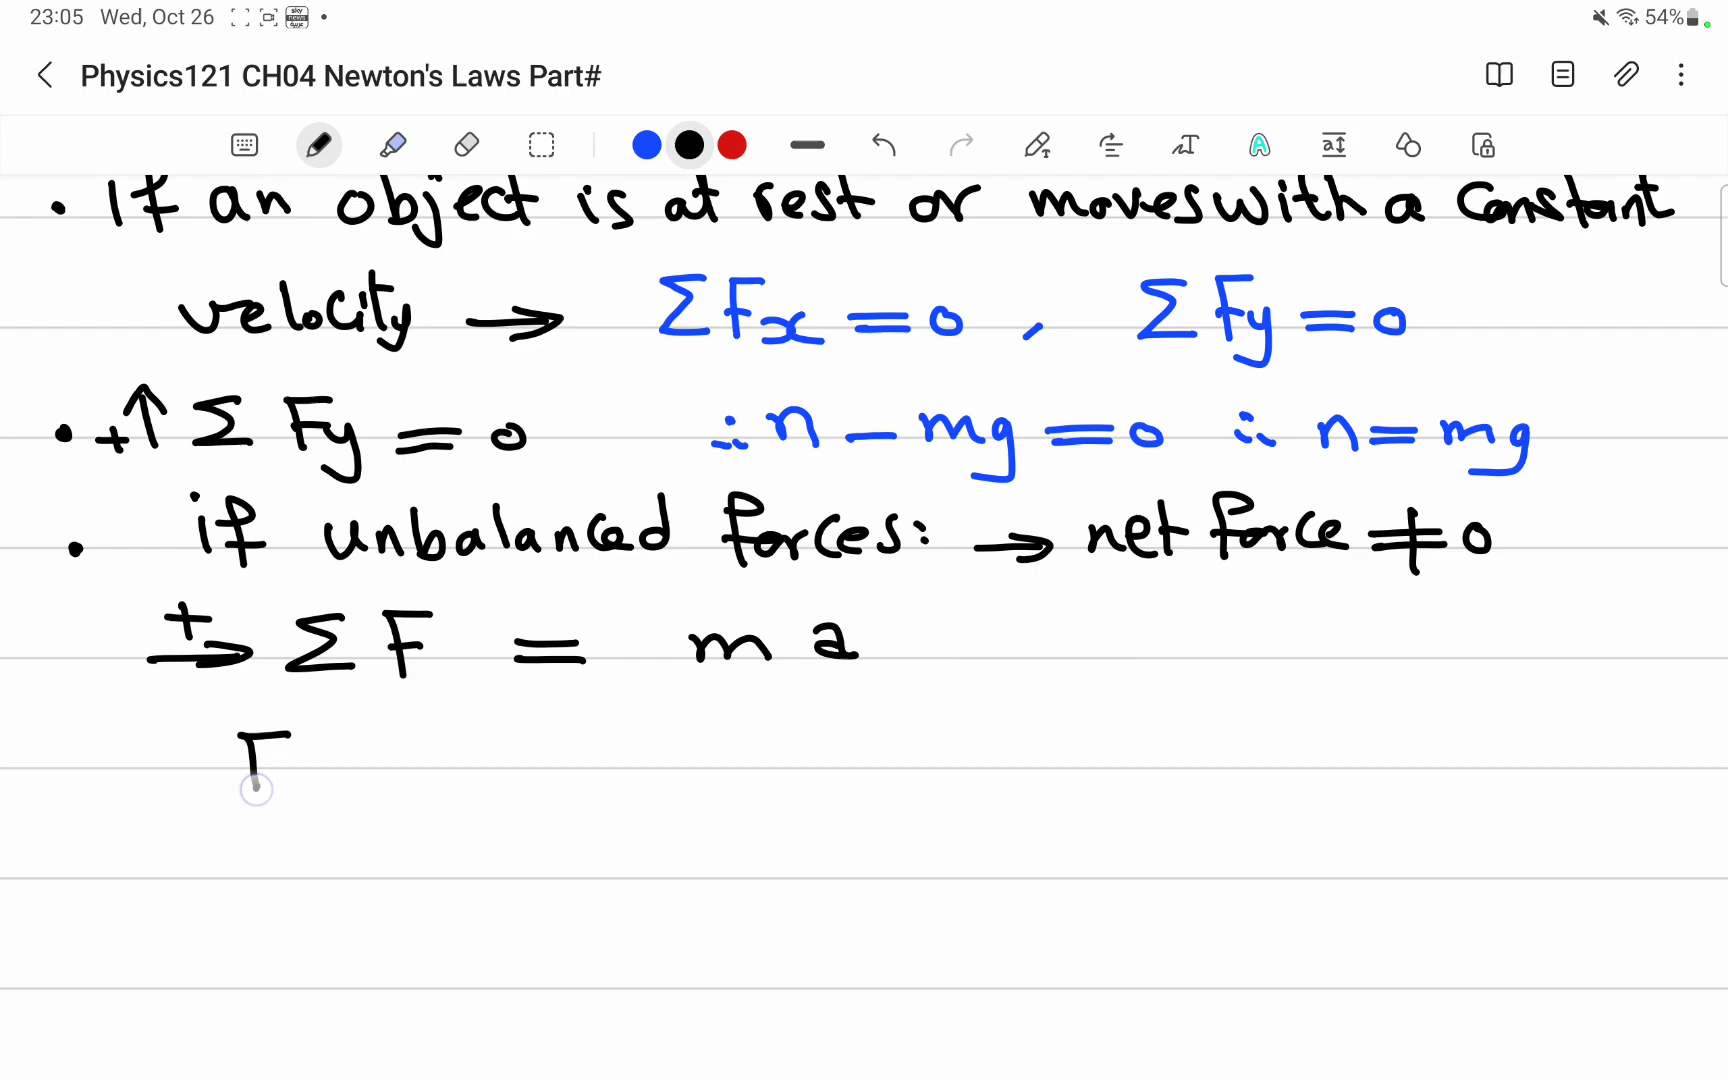 23:05 Wed, Oct 26 54%
Physics121 CH04 Newton's Laws Part#
• If an object is at rest or moves with a constant
velocity → ΣFx = 0 , ΣFy = 0
• +↑ ΣFy = 0 ∴ n - mg = 0 ∴ n = mg
• if unbalanced forces: → net force ≠ 0
+→ ΣF = ma